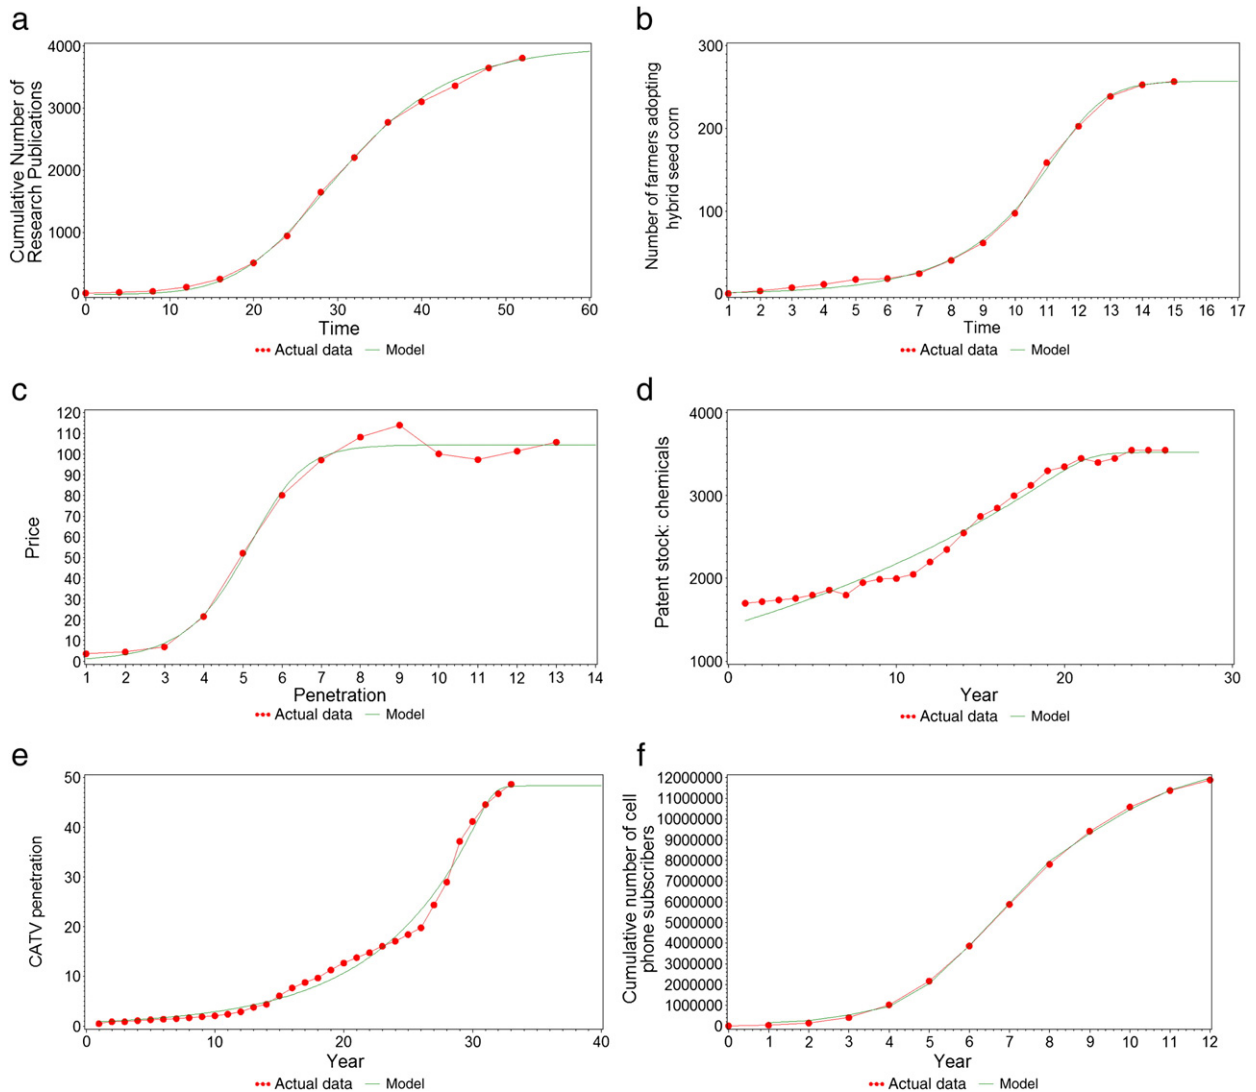 a
Cumulative Number of
Research Publications
4000
3000
2000
1000
0
0 10 20 30 40 50 60
Time
Actual data Model
b
Number of farmers adopting
hybrid seed corn
300
200
100
0
1 2 3 4 5 6 7 8 9 10 11 12 13 14 15 16 17
Time
Actual data Model
c
Price
120
110
100
90
80
70
60
50
40
30
20
10
0
1 2 3 4 5 6 7 8 9 10 11 12 13 14
Penetration
Actual data Model
d
Patent stock: chemicals
4000
3000
2000
1000
0 10 20 30
Year
Actual data Model
e
CATV penetration
50
40
30
20
10
0
0 10 20 30 40
Year
Actual data Model
f
Cumulative number of cell
phone subscribers
12000000
11000000
10000000
9000000
8000000
7000000
6000000
5000000
4000000
3000000
2000000
1000000
0
0 1 2 3 4 5 6 7 8 9 10 11 12
Year
Actual data Model